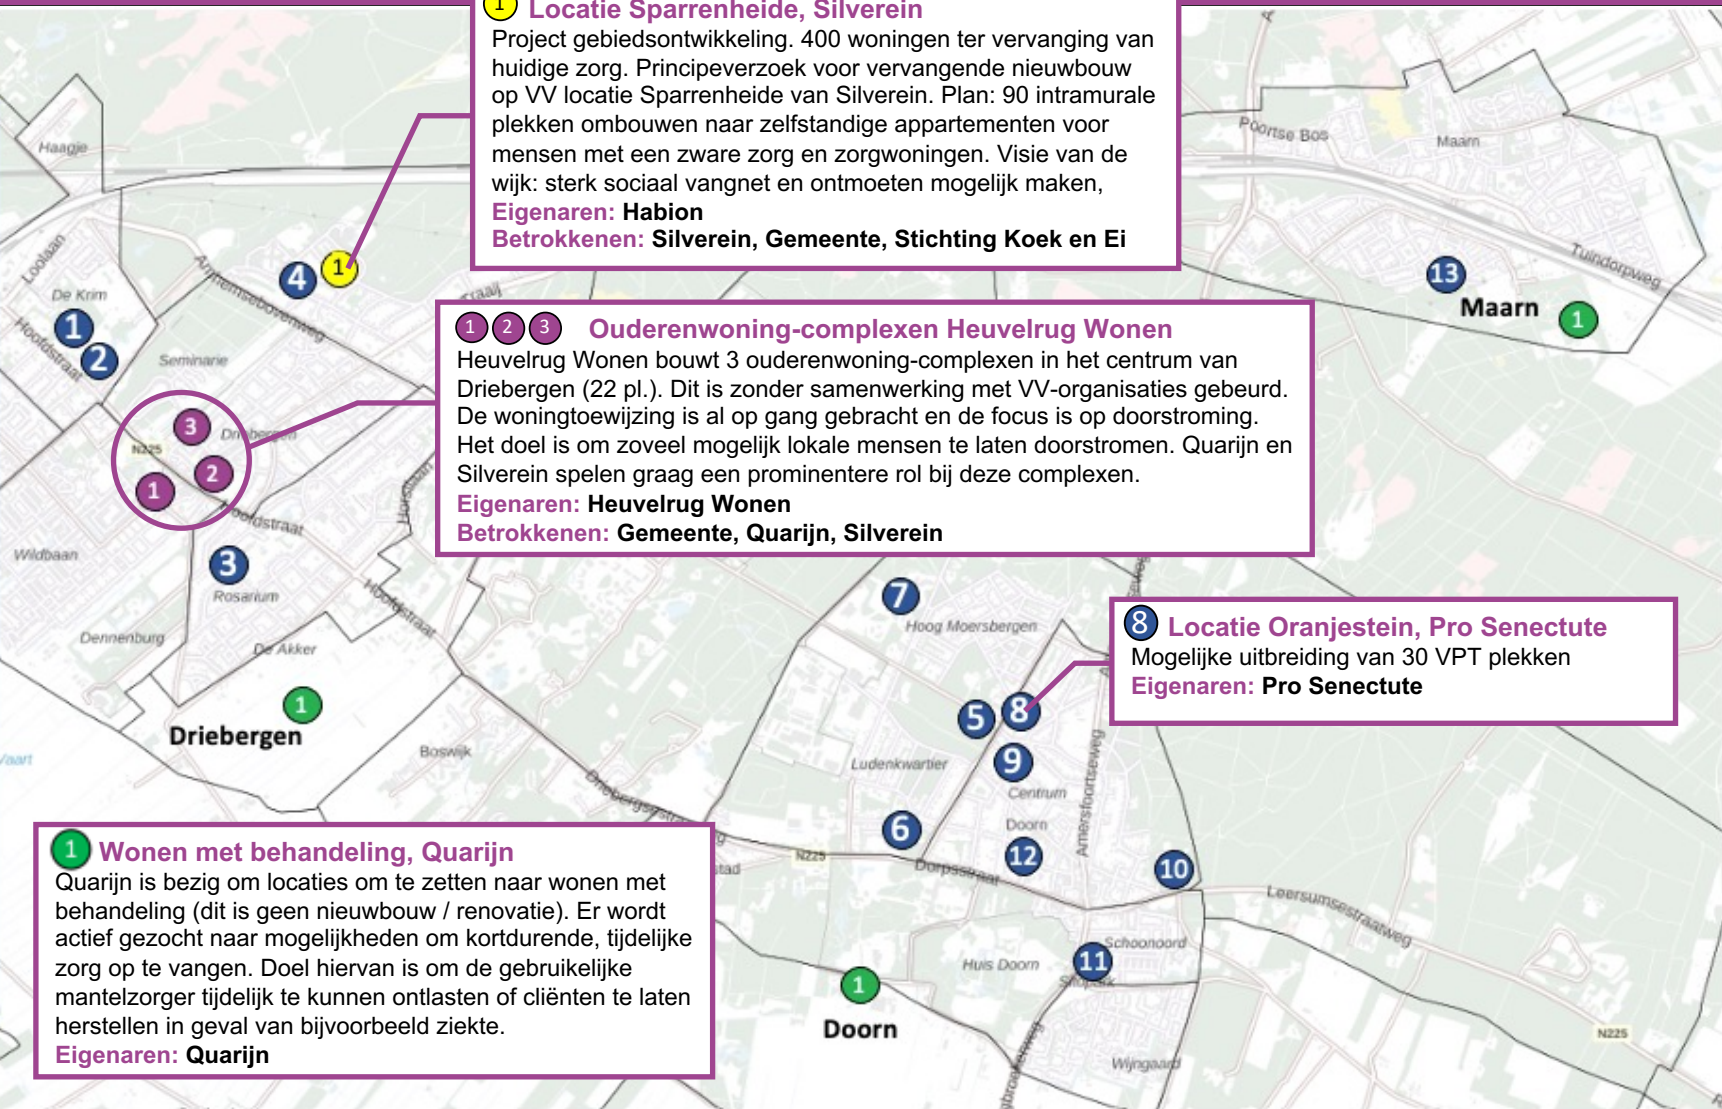 1 Locatie Sparrenheide, Silverein
Project gebiedsontwikkeling. 400 woningen ter vervanging van
huidige zorg. Principeverzoek voor vervangende nieuwbouw
op VV locatie Sparrenheide van Silverein. Plan: 90 intramurale
plekken ombouwen naar zelfstandige appartementen voor
mensen met een zware zorg en zorgwoningen. Visie van de
wijk: sterk sociaal vangnet en ontmoeten mogelijk maken,
Eigenaren: Habion
Betrokkenen: Silverein, Gemeente, Stichting Koek en Ei
Haagje
Poortse Bos
Maarn
Loolaan
Arnhemsebovenweg
Tuindorpweg
4
1
13
De Krim
Traaij
Maarn
1
1
Hoofdstraat
2
Seminarie
1 2 3 Ouderenwoning-complexen Heuvelrug Wonen
Heuvelrug Wonen bouwt 3 ouderenwoning-complexen in het centrum van
Driebergen (22 pl.). Dit is zonder samenwerking met VV-organisaties gebeurd.
De woningtoewijzing is al op gang gebracht en de focus is op doorstroming.
Het doel is om zoveel mogelijk lokale mensen te laten doorstromen. Quarijn en
Silverein spelen graag een prominentere rol bij deze complexen.
Eigenaren: Heuvelrug Wonen
Betrokkenen: Gemeente, Quarijn, Silverein
3
Driebergen
N225
2
1
Hoofdstraat
Wildbaan
3
Rosarium
Hoofdstraat
Dennenburg
De Akker
1
Driebergen
Boswijk
7
Hoog Moersbergen
8 Locatie Oranjestein, Pro Senectute
Mogelijke uitbreiding van 30 VPT plekken
Eigenaren: Pro Senectute
5
8
9
Ludenkwartier
Centrum
Amersfoortseweg
6
Doorn
12
N225
Dorpsstraat
10
Leersumsestraatweg
1 Wonen met behandeling, Quarijn
Quarijn is bezig om locaties om te zetten naar wonen met
behandeling (dit is geen nieuwbouw / renovatie). Er wordt
actief gezocht naar mogelijkheden om kortdurende, tijdelijke
zorg op te vangen. Doel hiervan is om de gebruikelijke
mantelzorger tijdelijk te kunnen ontlasten of cliënten te laten
herstellen in geval van bijvoorbeeld ziekte.
Eigenaren: Quarijn
Schoonoord
Huis Doorn
11
1
Doorn
N225
Wijngaard